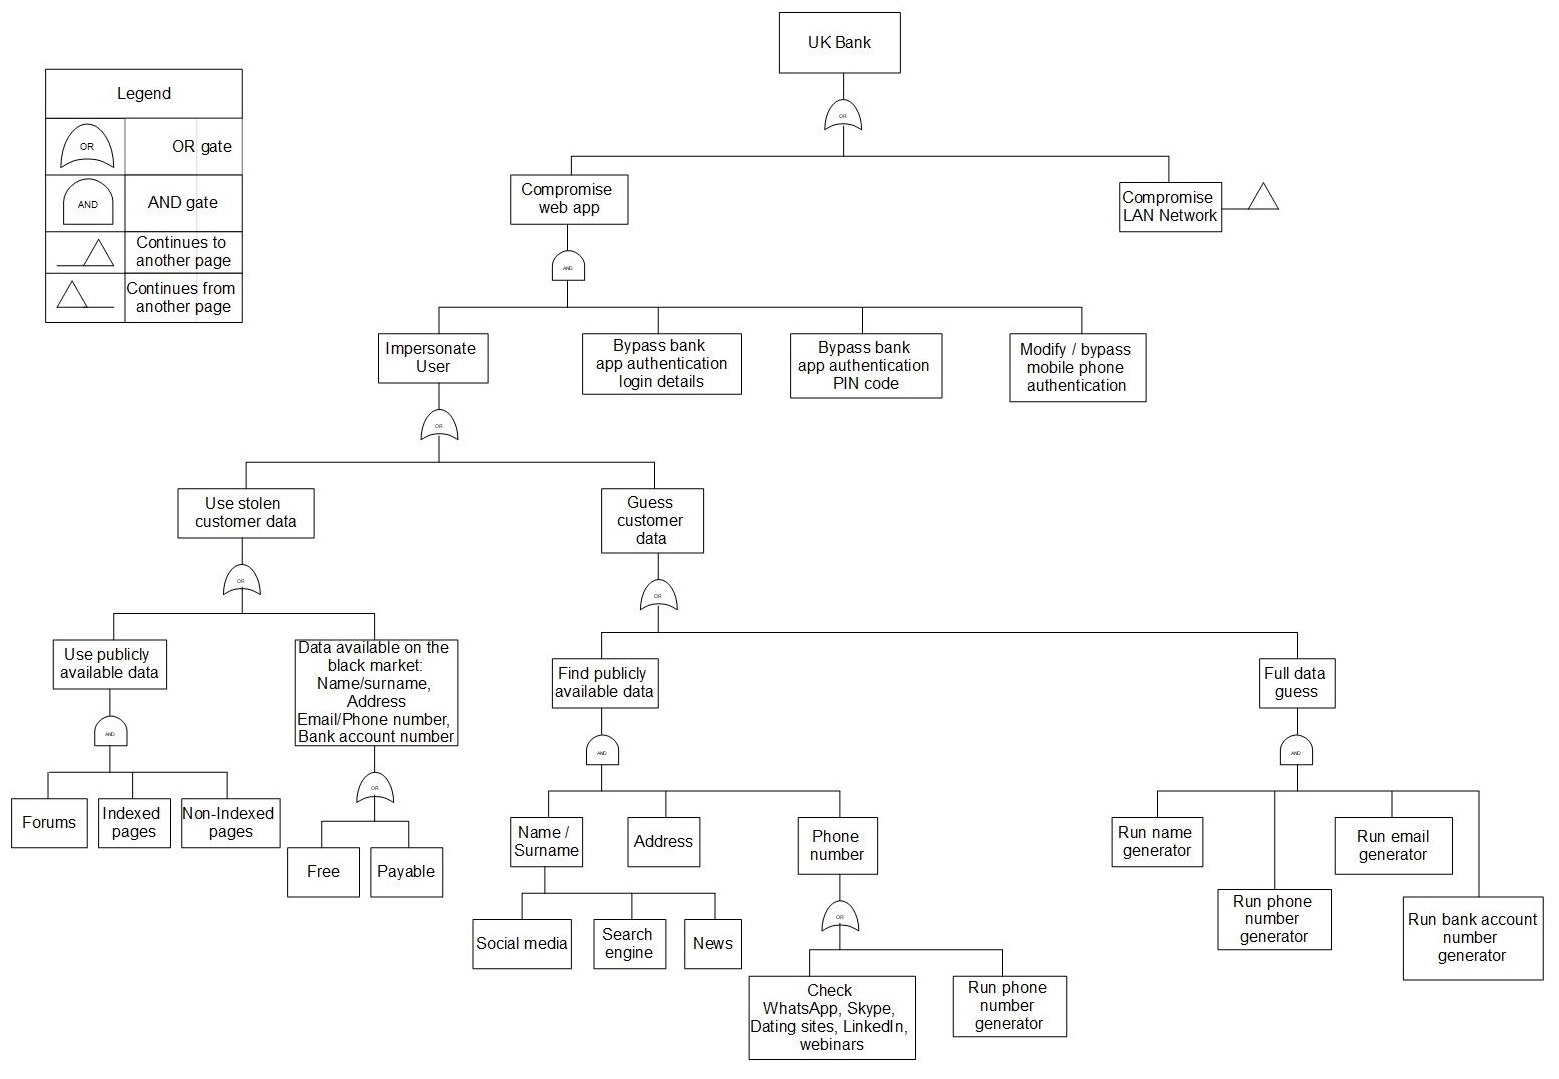 UK Bank
Legend
OR
OR gate
AND
AND gate
Continues to
another page
Continues from
another page
OR
Compromise
web app
Compromise
LAN Network
AND
Impersonate
User
Bypass bank
app authentication
login details
Bypass bank
app authentication
PIN code
Modify / bypass
mobile phone
authentication
OR
Use stolen
customer data
Guess
customer
data
OR
OR
Use publicly
available data
Data available on the
black market:
Name/surname,
Address
Email/Phone number,
Bank account number
Find publicly
available data
Full data
guess
AND
OR
AND
AND
Forums
Indexed
pages
Non-Indexed
pages
Free
Payable
Name /
Surname
Address
Phone
number
Run name
generator
Run phone
number
generator
Run email
generator
Run bank account
number
generator
OR
Social media
Search
engine
News
Check
WhatsApp, Skype,
Dating sites, LinkedIn,
webinars
Run phone
number
generator